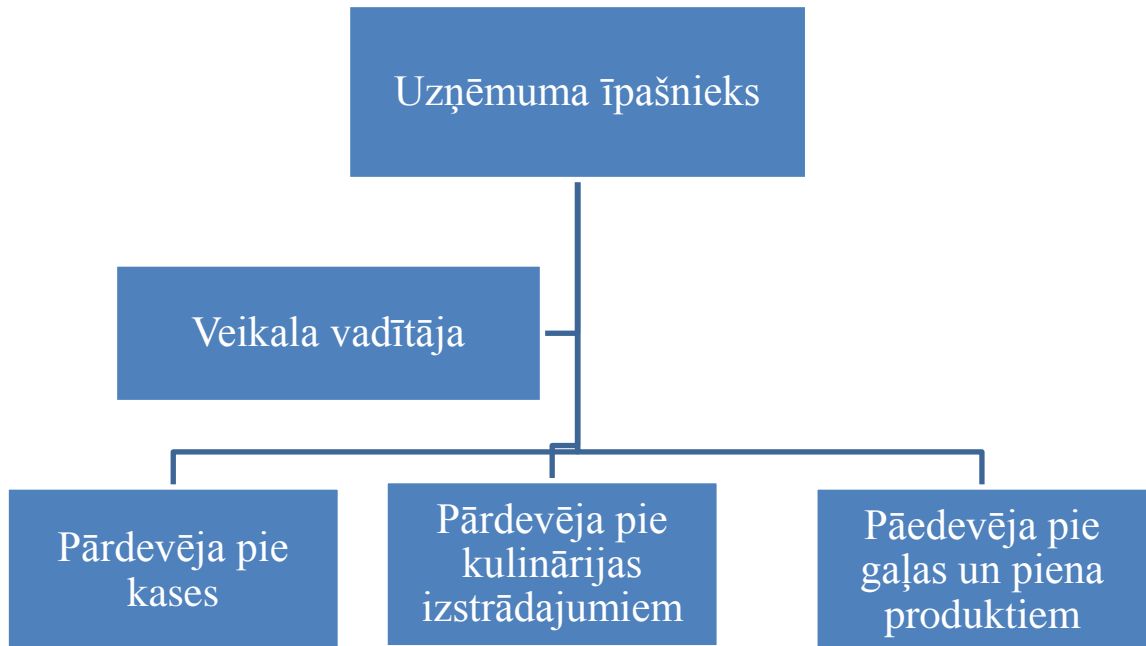 Uzņēmuma īpašnieks
Veikala vadītāja
Pārdevēja pie
kases
Pārdevēja pie
kulinārijas
izstrādajumiem
Pāedevēja pie
gaļas un piena
produktiem